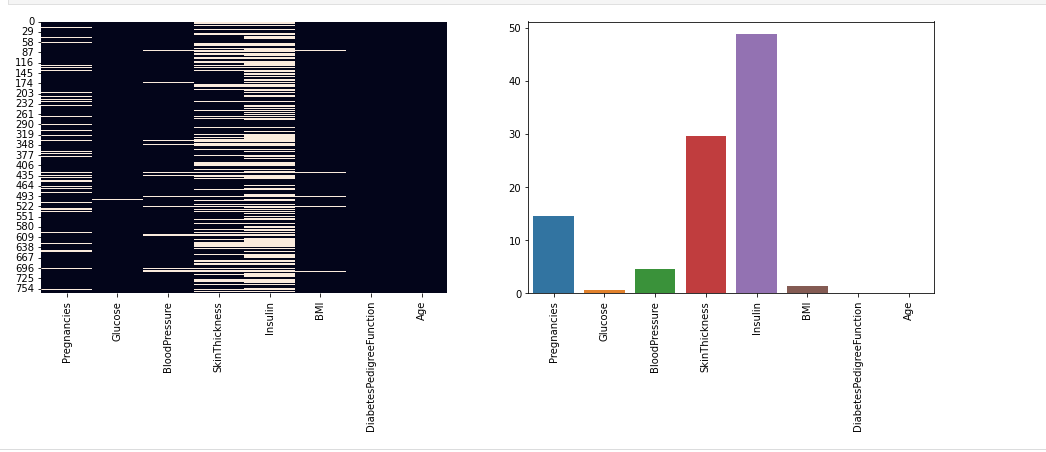 0
29
58
87
116
145
174
203
232
261
290
319
348
377
406
435
464
493
522
551
580
609
638
667
696
725
754
Pregnancies
Glucose
BloodPressure
SkinThickness
Insulin
BMI
DiabetesPedigreeFunction
Age
50
40
30
20
10
0
Pregnancies
Glucose
BloodPressure
SkinThickness
Insulin
BMI
DiabetesPedigreeFunction
Age